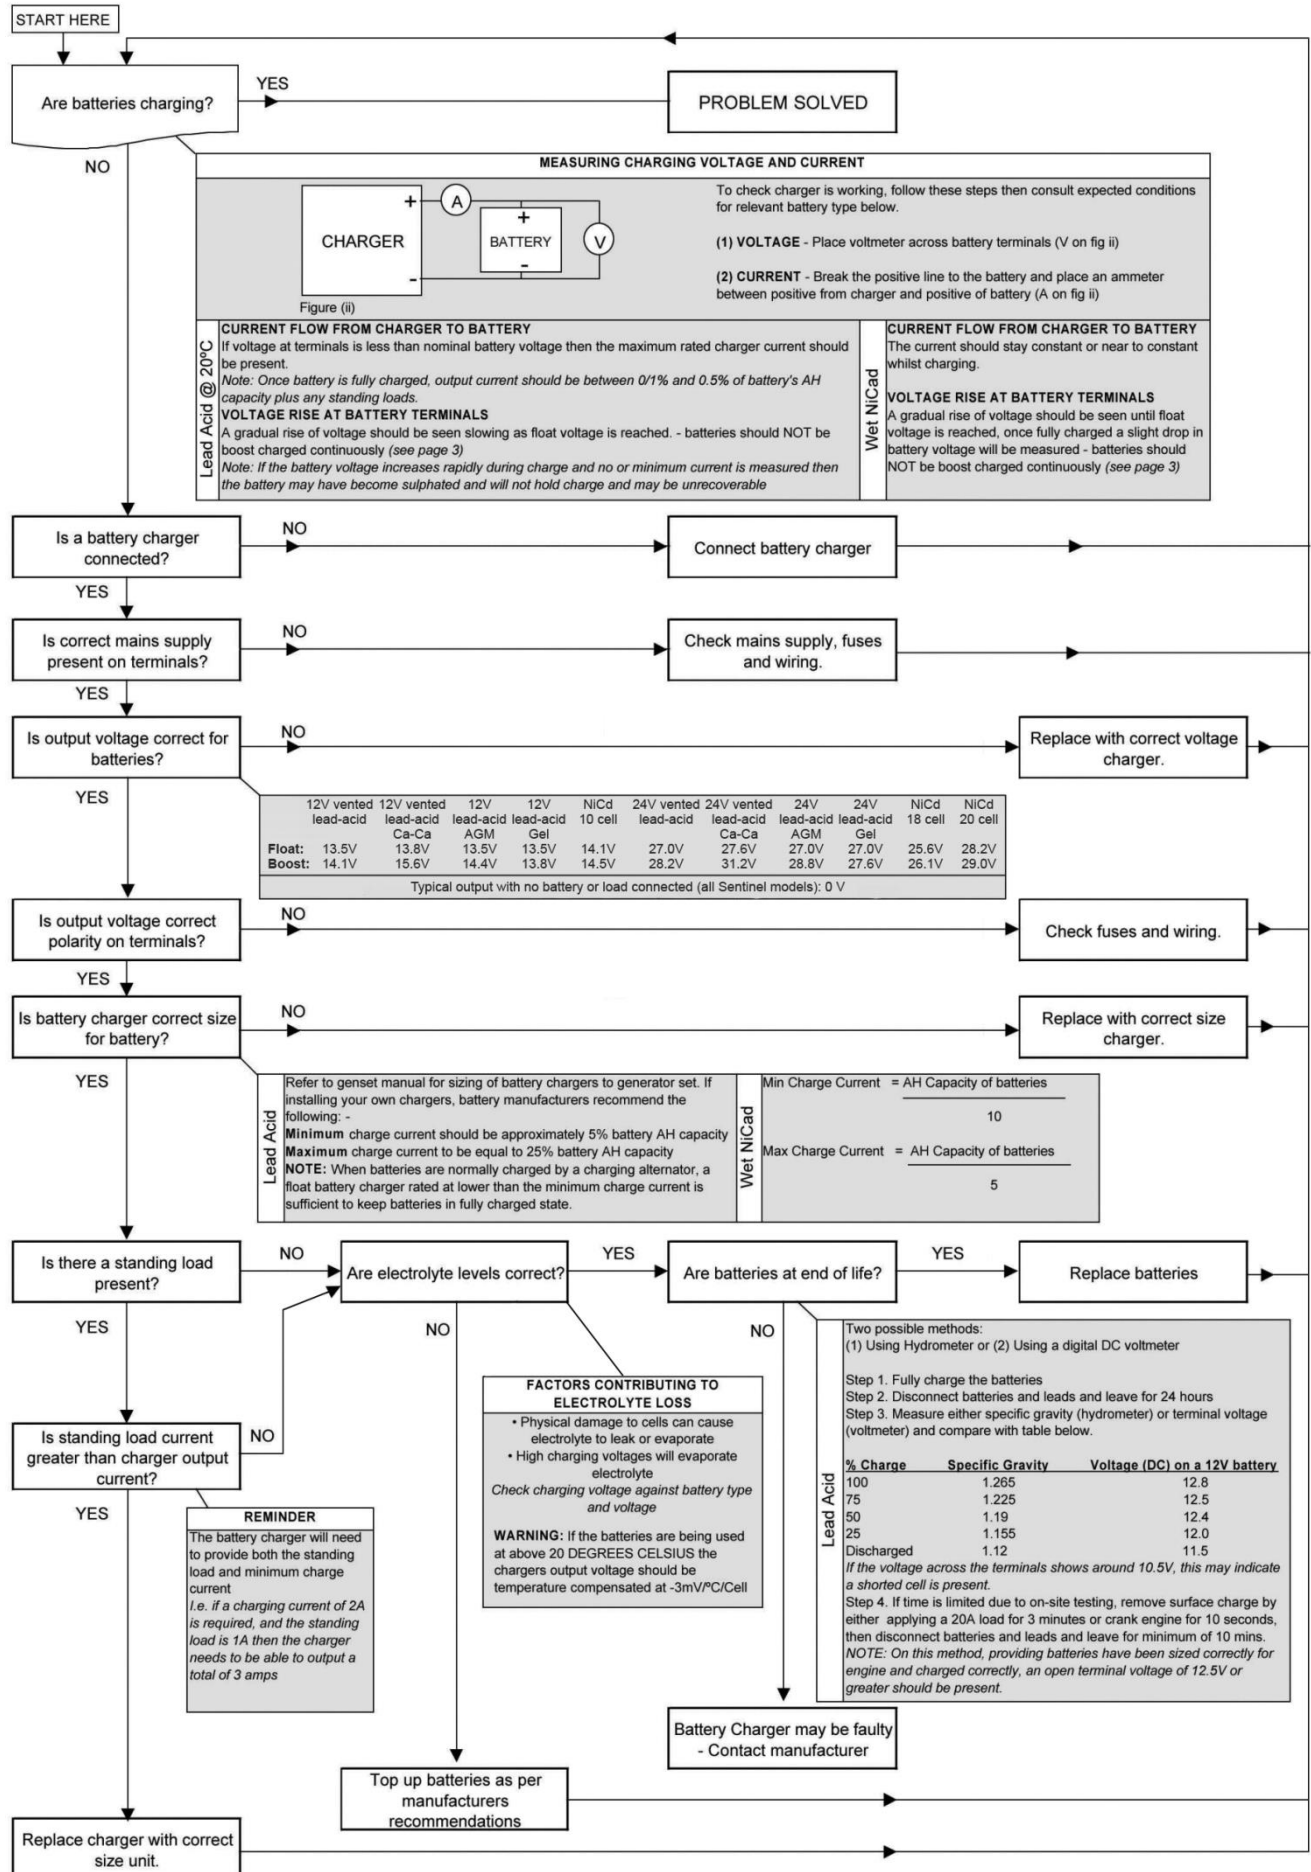 START HERE
Are batteries charging?
YES
PROBLEM SOLVED
NO
MEASURING CHARGING VOLTAGE AND CURRENT
CHARGER
+
-
A
+
BATTERY
-
V
Figure (ii)
To check charger is working, follow these steps then consult expected conditions
for relevant battery type below.
(1) VOLTAGE - Place voltmeter across battery terminals (V on fig ii)
(2) CURRENT - Break the positive line to the battery and place an ammeter
between positive from charger and positive of battery (A on fig ii)
Lead Acid @ 20ºC
CURRENT FLOW FROM CHARGER TO BATTERY
If voltage at terminals is less than nominal battery voltage then the maximum rated charger current should
be present.
Note: Once battery is fully charged, output current should be between 0/1% and 0.5% of battery's AH
capacity plus any standing loads.
VOLTAGE RISE AT BATTERY TERMINALS
A gradual rise of voltage should be seen slowing as float voltage is reached. - batteries should NOT be
boost charged continuously (see page 3)
Note: If the battery voltage increases rapidly during charge and no or minimum current is measured then
the battery may have become sulphated and will not hold charge and may be unrecoverable
Wet NiCad
CURRENT FLOW FROM CHARGER TO BATTERY
The current should stay constant or near to constant
whilst charging.
VOLTAGE RISE AT BATTERY TERMINALS
A gradual rise of voltage should be seen until float
voltage is reached, once fully charged a slight drop in
battery voltage will be measured - batteries should
NOT be boost charged continuously (see page 3)
Is a battery charger
connected?
NO
Connect battery charger
YES
Is correct mains supply
present on terminals?
NO
Check mains supply, fuses
and wiring.
YES
Is output voltage correct for
batteries?
NO
Replace with correct voltage
charger.
YES
12V vented 12V vented 12V 12V NiCd 24V vented 24V vented 24V 24V NiCd NiCd
lead-acid lead-acid lead-acid lead-acid 10 cell lead-acid lead-acid lead-acid lead-acid 18 cell 20 cell
Ca-Ca AGM Gel Ca-Ca AGM Gel
Float: 13.5V 13.8V 13.5V 13.5V 14.1V 27.0V 27.6V 27.0V 27.0V 25.6V 28.2V
Boost: 14.1V 15.6V 14.4V 13.8V 14.5V 28.2V 31.2V 28.8V 27.6V 26.1V 29.0V
Typical output with no battery or load connected (all Sentinel models): 0 V
Is output voltage correct
polarity on terminals?
NO
Check fuses and wiring.
YES
Is battery charger correct size
for battery?
NO
Replace with correct size
charger.
YES
Lead Acid
Refer to genset manual for sizing of battery chargers to generator set. If
installing your own chargers, battery manufacturers recommend the
following: -
Minimum charge current should be approximately 5% battery AH capacity
Maximum charge current to be equal to 25% battery AH capacity
NOTE: When batteries are normally charged by a charging alternator, a
float battery charger rated at lower than the minimum charge current is
sufficient to keep batteries in fully charged state.
Wet NiCad
Min Charge Current = AH Capacity of batteries
10
Max Charge Current = AH Capacity of batteries
5
Is there a standing load
present?
NO
Are electrolyte levels correct?
YES
Are batteries at end of life?
YES
Replace batteries
YES
NO
NO
Is standing load current
greater than charger output
current?
NO
YES
REMINDER
The battery charger will need
to provide both the standing
load and minimum charge
current
I.e. if a charging current of 2A
is required, and the standing
load is 1A then the charger
needs to be able to output a
total of 3 amps
FACTORS CONTRIBUTING TO
ELECTROLYTE LOSS
• Physical damage to cells can cause
electrolyte to leak or evaporate
• High charging voltages will evaporate
electrolyte
Check charging voltage against battery type
and voltage
WARNING: If the batteries are being used
at above 20 DEGREES CELSIUS the
chargers output voltage should be
temperature compensated at -3mV/ºC/Cell
Lead Acid
Two possible methods:
(1) Using Hydrometer or (2) Using a digital DC voltmeter
Step 1. Fully charge the batteries
Step 2. Disconnect batteries and leads and leave for 24 hours
Step 3. Measure either specific gravity (hydrometer) or terminal voltage
(voltmeter) and compare with table below.
% Charge Specific Gravity Voltage (DC) on a 12V battery
100 1.265 12.8
75 1.225 12.5
50 1.19 12.4
25 1.155 12.0
Discharged 1.12 11.5
If the voltage across the terminals shows around 10.5V, this may indicate
a shorted cell is present.
Step 4. If time is limited due to on-site testing, remove surface charge by
either applying a 20A load for 3 minutes or crank engine for 10 seconds,
then disconnect batteries and leads and leave for minimum of 10 mins.
NOTE: On this method, providing batteries have been sized correctly for
engine and charged correctly, an open terminal voltage of 12.5V or
greater should be present.
Battery Charger may be faulty
- Contact manufacturer
Top up batteries as per
manufacturers
recommendations
Replace charger with correct
size unit.